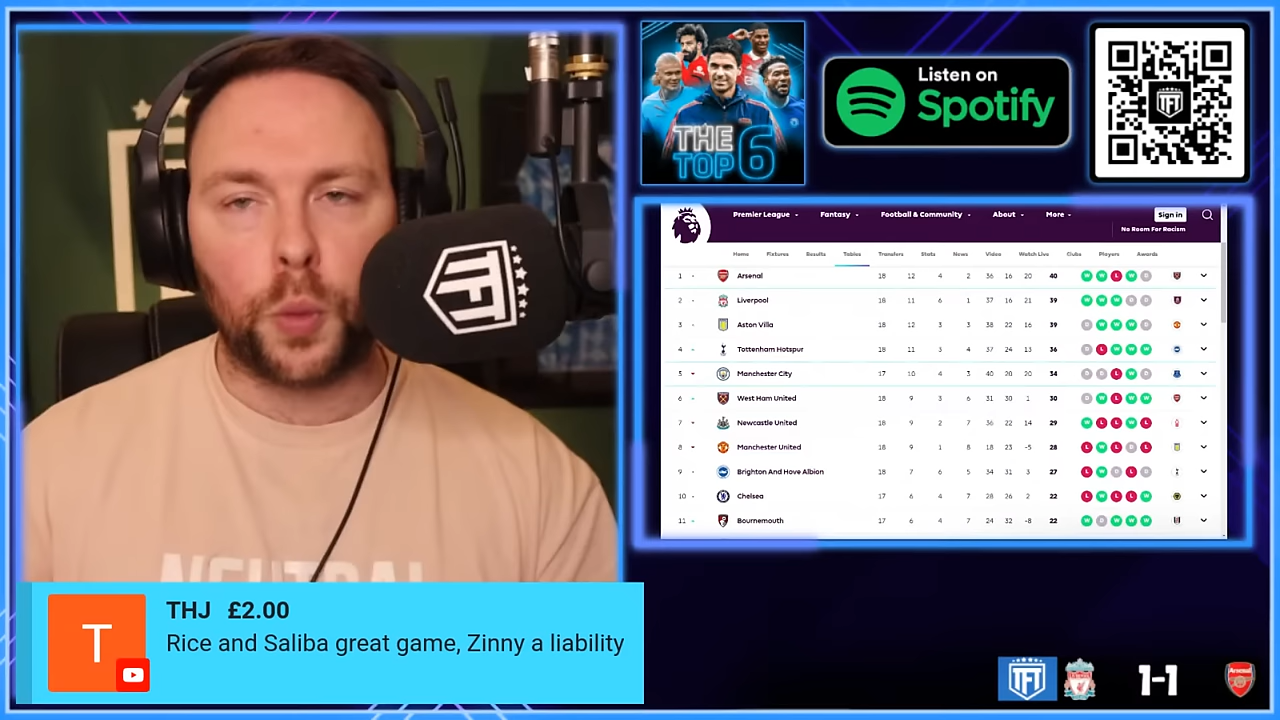 THE
TOP 6
Listen on
Spotify
TFT
TFT
Premier League
Fantasy
Football & Community
About
More
Sign in
No Room For Racism
Home Fixtures Results Tables Transfers Stats News Video Watch Live Clubs Players Awards
1 Arsenal 18 12 4 2 36 16 20 40 W W L W D
2 Liverpool 18 11 6 1 37 16 21 39 W W W D D
3 Aston Villa 18 12 3 3 38 22 16 39 D W W W D
4 Tottenham Hotspur 18 11 3 4 37 24 13 36 D L W W W
5 Manchester City 17 10 4 3 40 20 20 34 D D L W D
6 West Ham United 18 9 3 6 31 30 1 30 D W L W W
7 Newcastle United 18 9 2 7 36 22 14 29 W L L W L
8 Manchester United 18 9 1 8 18 23 -5 28 L W L D L
9 Brighton And Hove Albion 18 7 6 5 34 31 3 27 L W D L D
10 Chelsea 17 6 4 7 28 26 2 22 L W L L W
11 Bournemouth 17 6 4 7 24 32 -8 22 W D W W W
NEUTRAL
T
THJ £2.00
Rice and Saliba great game, Zinny a liability
TFT
1-1
Arsenal